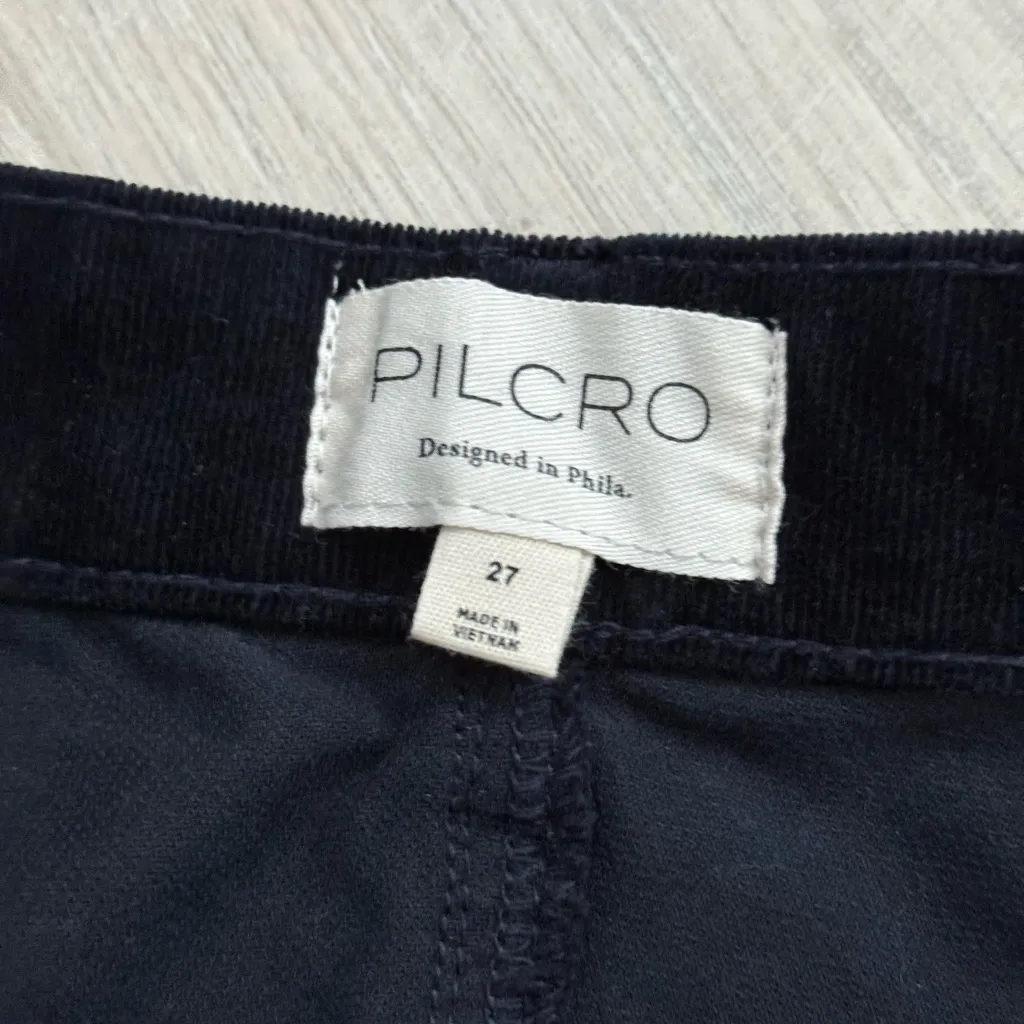 PILCRO
Designed in Phila.
27
MADE IN
VIETNAM